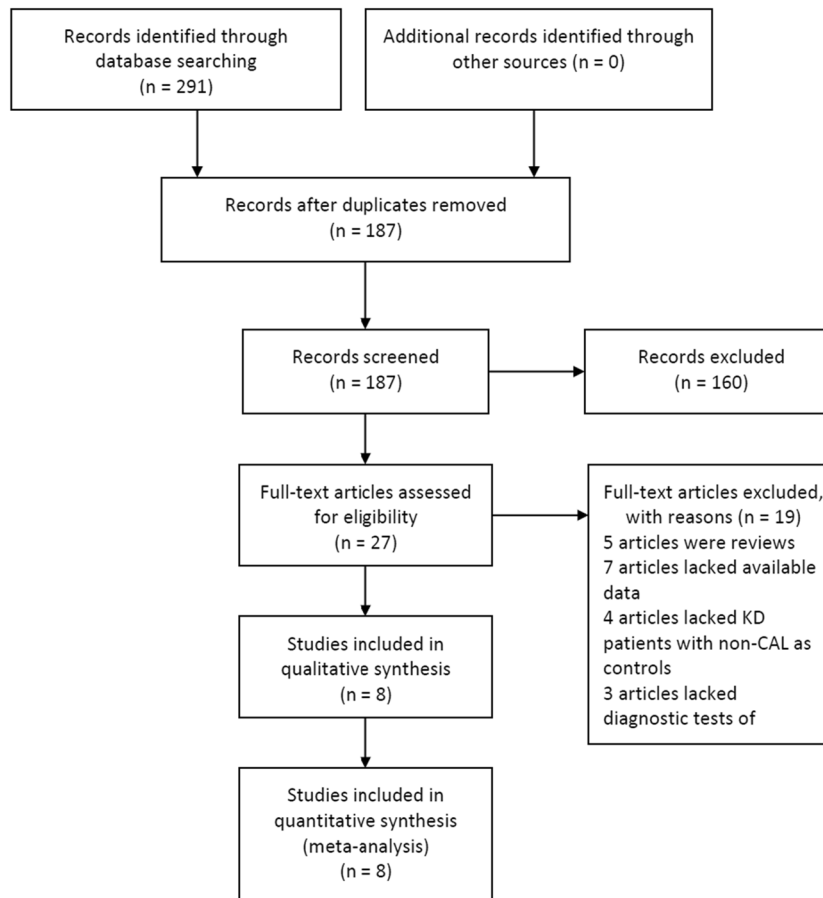 Records identified through
database searching
(n = 291)
Additional records identified through
other sources (n = 0)
Records after duplicates removed
(n = 187)
Records screened
(n = 187)
Records excluded
(n = 160)
Full-text articles assessed
for eligibility
(n = 27)
Full-text articles excluded,
with reasons (n = 19)
5 articles were reviews
7 articles lacked available
data
4 articles lacked KD
patients with non-CAL as
controls
3 articles lacked
diagnostic tests of
Studies included in
qualitative synthesis
(n = 8)
Studies included in
quantitative synthesis
(meta-analysis)
(n = 8)